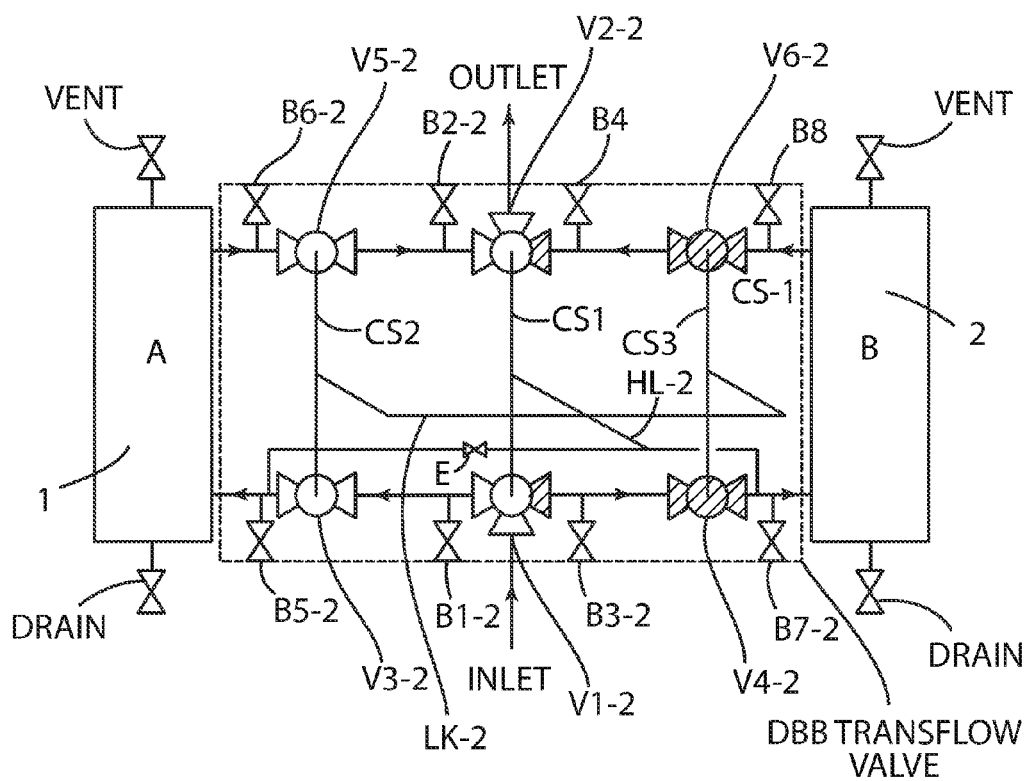 V5-2
V2-2
V6-2
VENT
OUTLET
VENT
B6-2
B2-2
B4
B8
CS-1
2
A
CS2
CS1
CS3
B
HL-2
1
E
DRAIN
B5-2
B1-2
B3-2
B7-2
DRAIN
V3-2
INLET
V1-2
V4-2
LK-2
DBB TRANSFLOW
VALVE